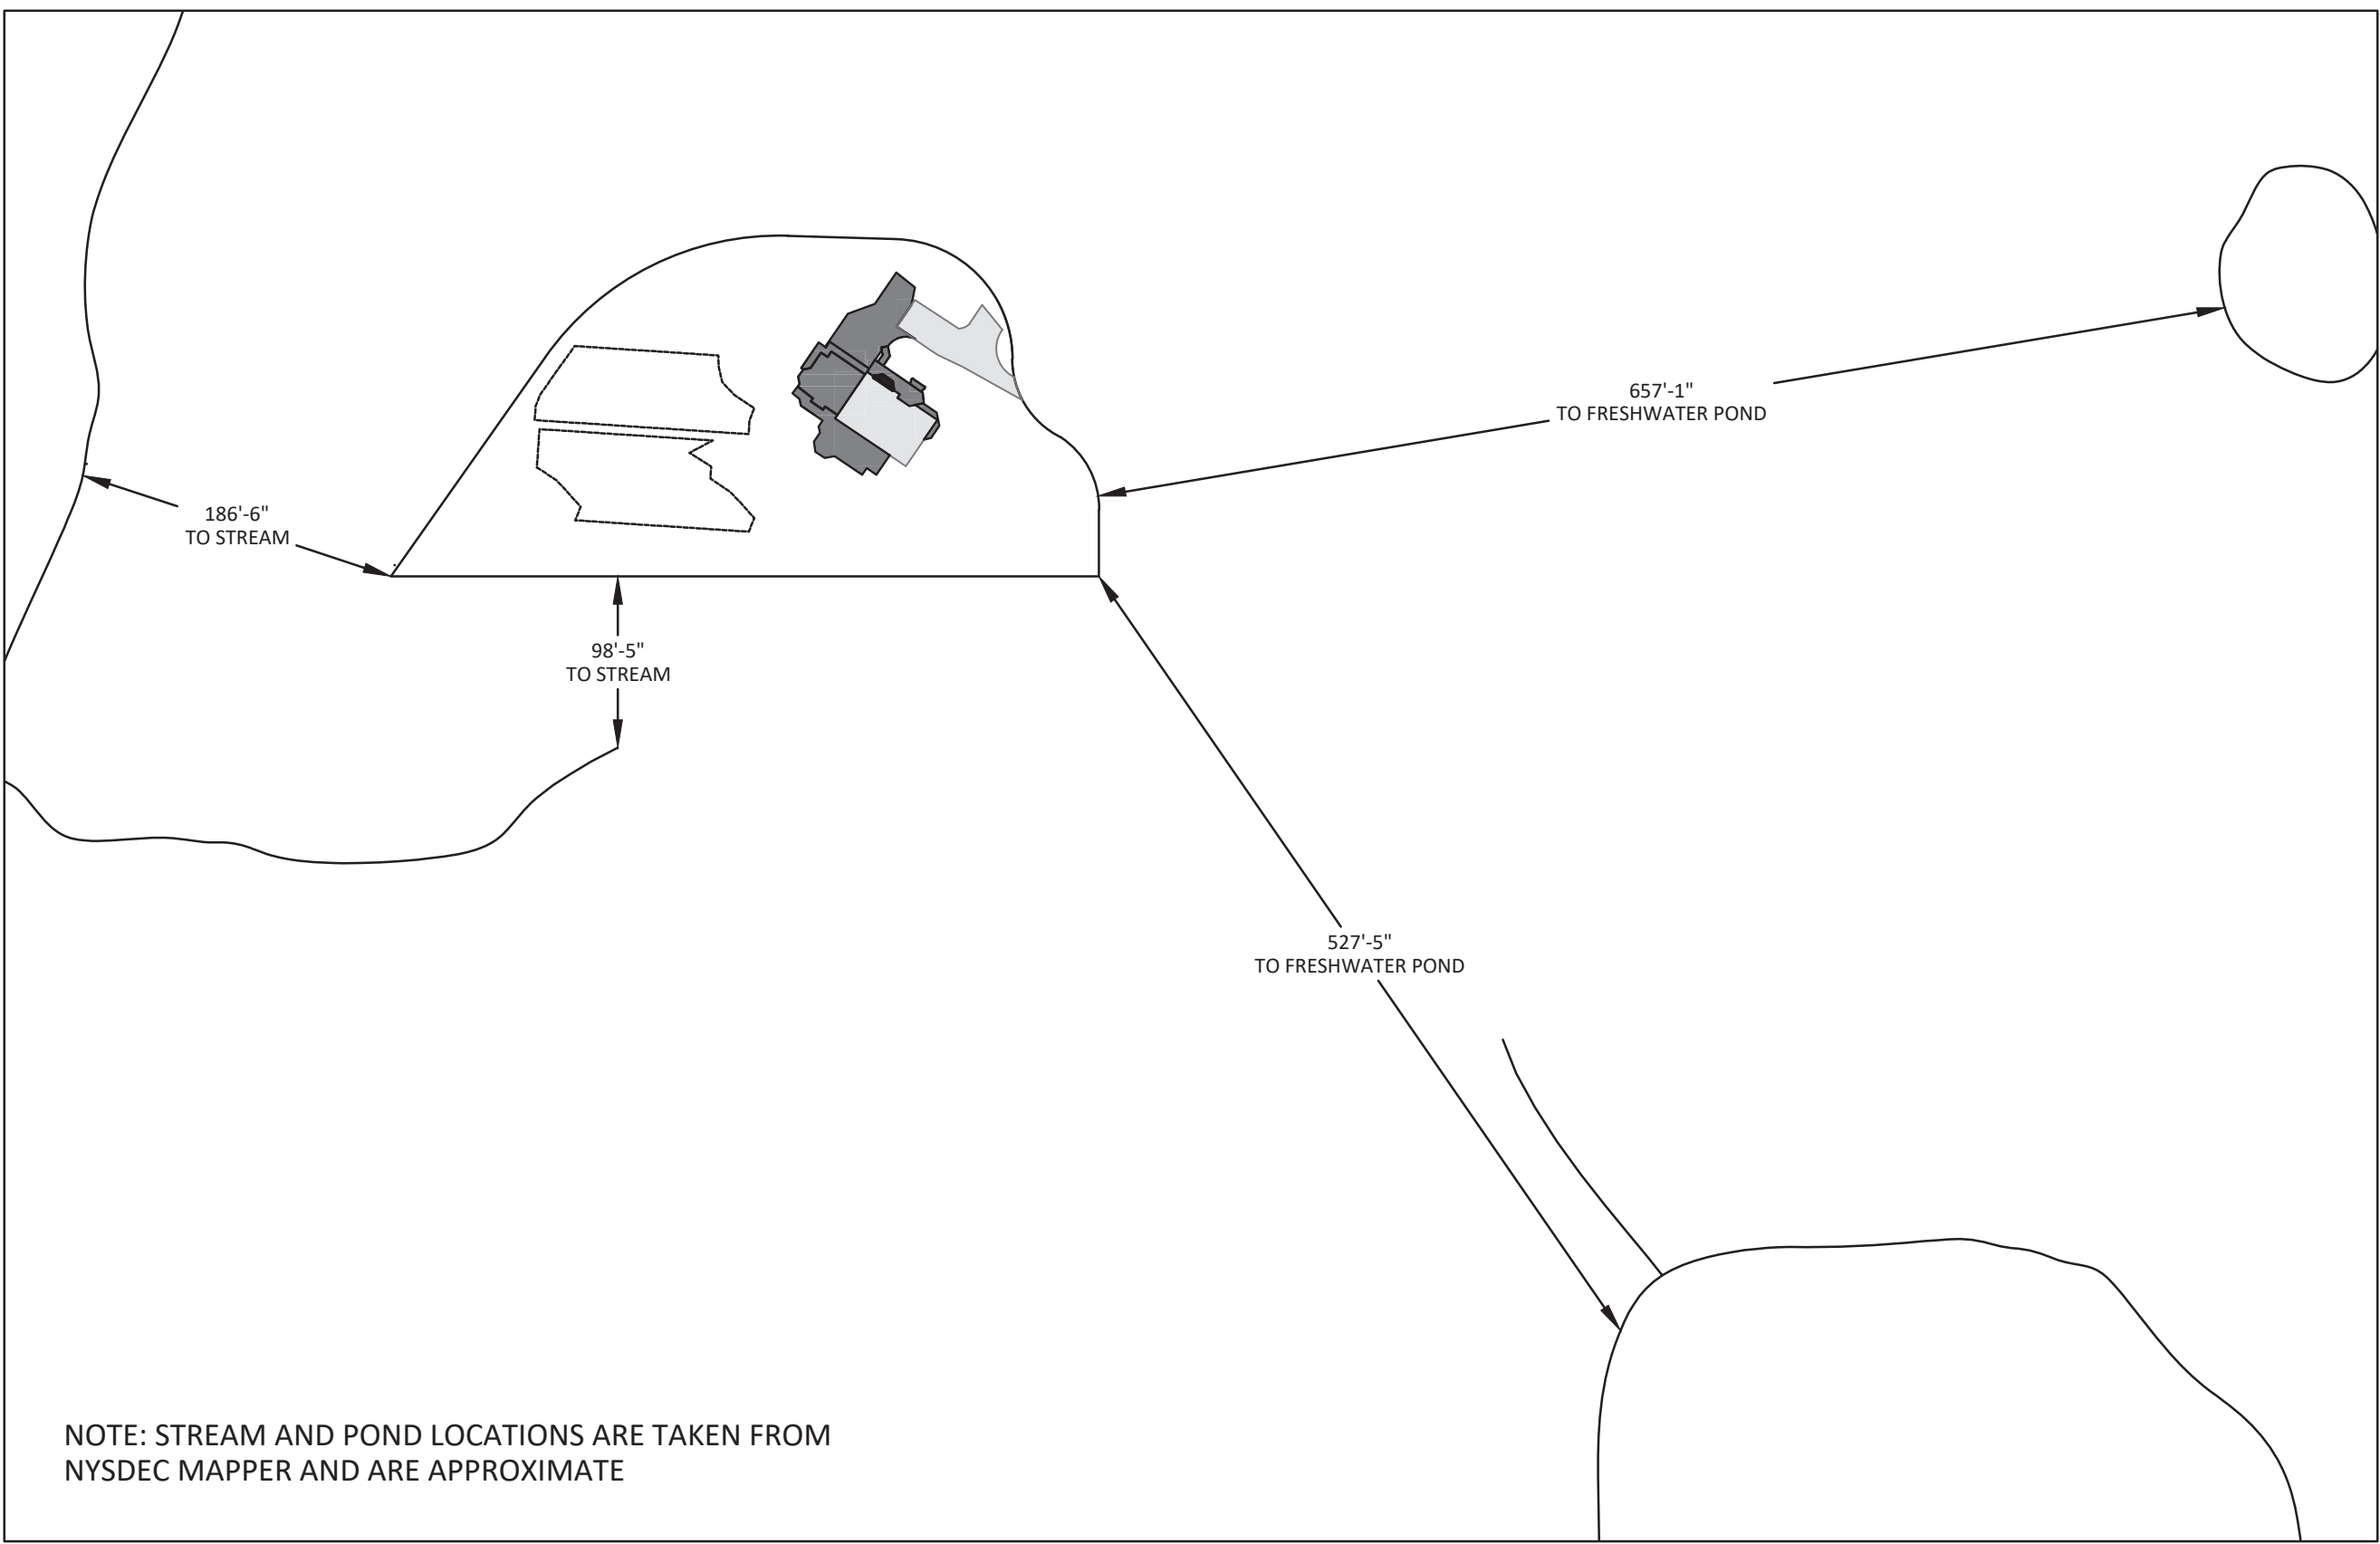 657'-1"
TO FRESHWATER POND
186'-6"
TO STREAM
98'-5"
TO STREAM
527'-5"
TO FRESHWATER POND
NOTE: STREAM AND POND LOCATIONS ARE TAKEN FROM
NYSDEC MAPPER AND ARE APPROXIMATE